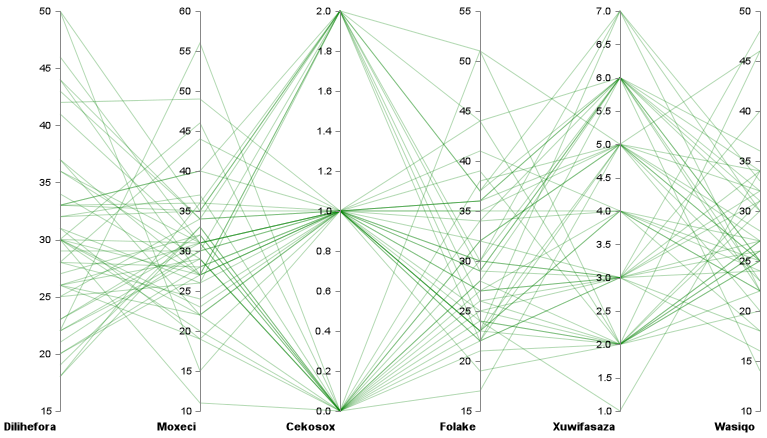 50 60 2.0 55 7.0 50
55 1.8 50 6.5 45
45 50 1.6 45 6.0 40
40 45 1.4 40 5.5 35
35 40 1.2 35 5.0 30
30 35 1.0 30 4.5 25
25 30 0.8 25 4.0 20
20 25 0.6 20 3.5 15
15 20 0.4 15 3.0 10
15 0.2 2.5
10 0.0 2.0
1.5
1.0
Dilihefora Moxeci Cekosox Folake Xuwifasaza Wasiqo